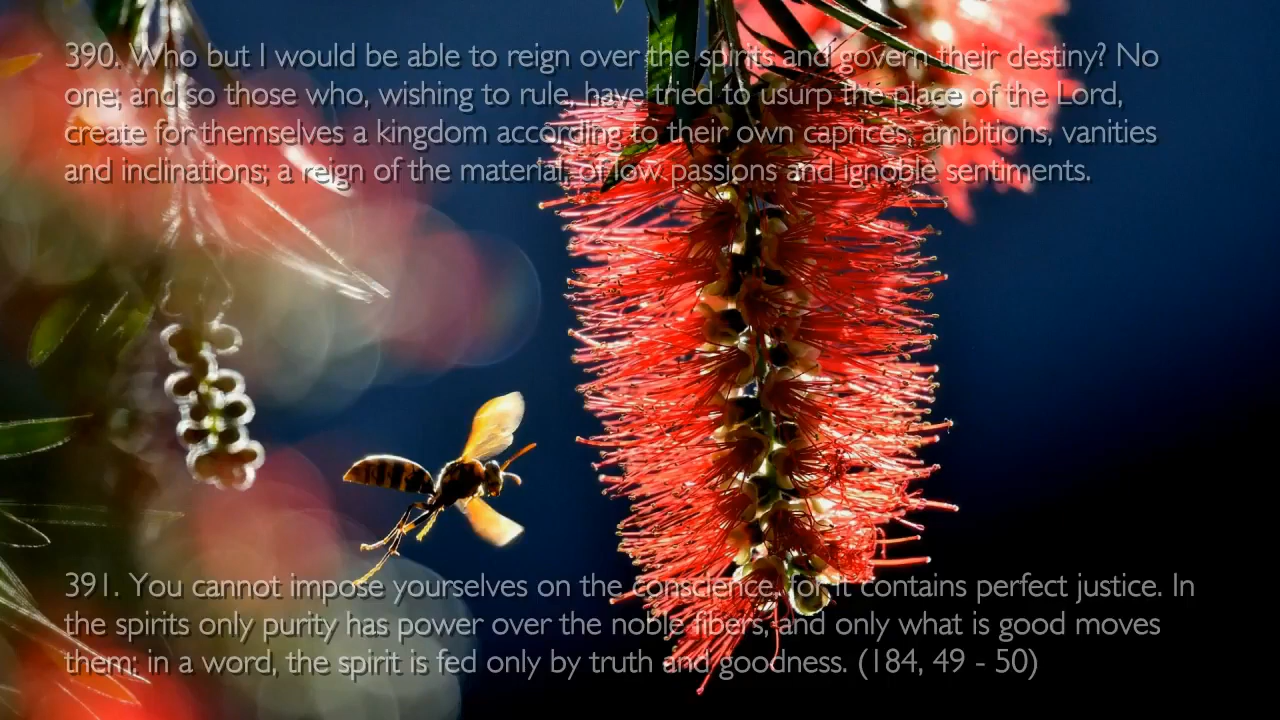 390. Who but I would be able to reign over the spirits and govern their destiny? No
one; and so those who, wishing to rule, have tried to usurp the place of the Lord,
create for themselves a kingdom according to their own caprices, ambitions, vanities
and inclinations; a reign of the material, of low passions and ignoble sentiments.
391. You cannot impose yourselves on the conscience, for it contains perfect justice. In
the spirits only purity has power over the noble fibers, and only what is good moves
them; in a word, the spirit is fed only by truth and goodness. (184, 49 - 50)